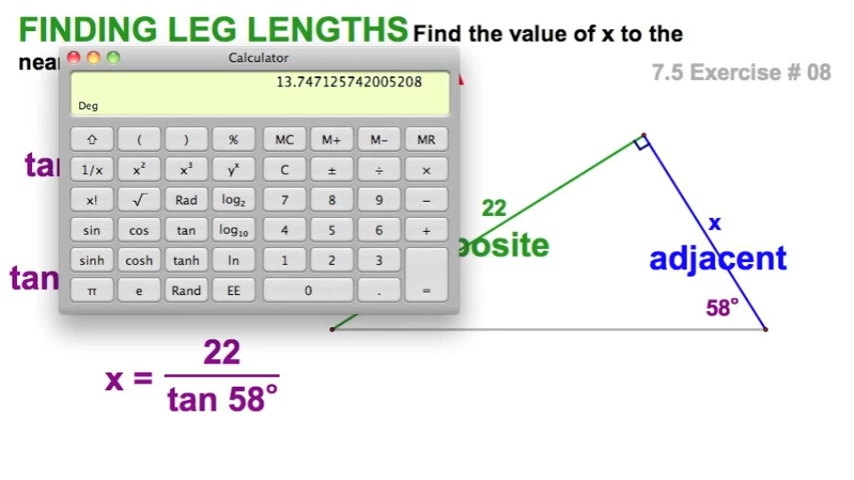 FINDING LEG LENGTHS Find the value of x to the
Calculator
13.747125742005208
Deg
7.5 Exercise # 08
( ) % MC M+ M- MR
1/x x² x³ yˣ C ± ÷ ×
x! √ Rad log₂ 7 8 9 −
sin cos tan log₁₀ 4 5 6 +
sinh cosh tanh ln 1 2 3
π e Rand EE 0 . =
tan
22
x
adjacent
58°
x = 22
tan 58°